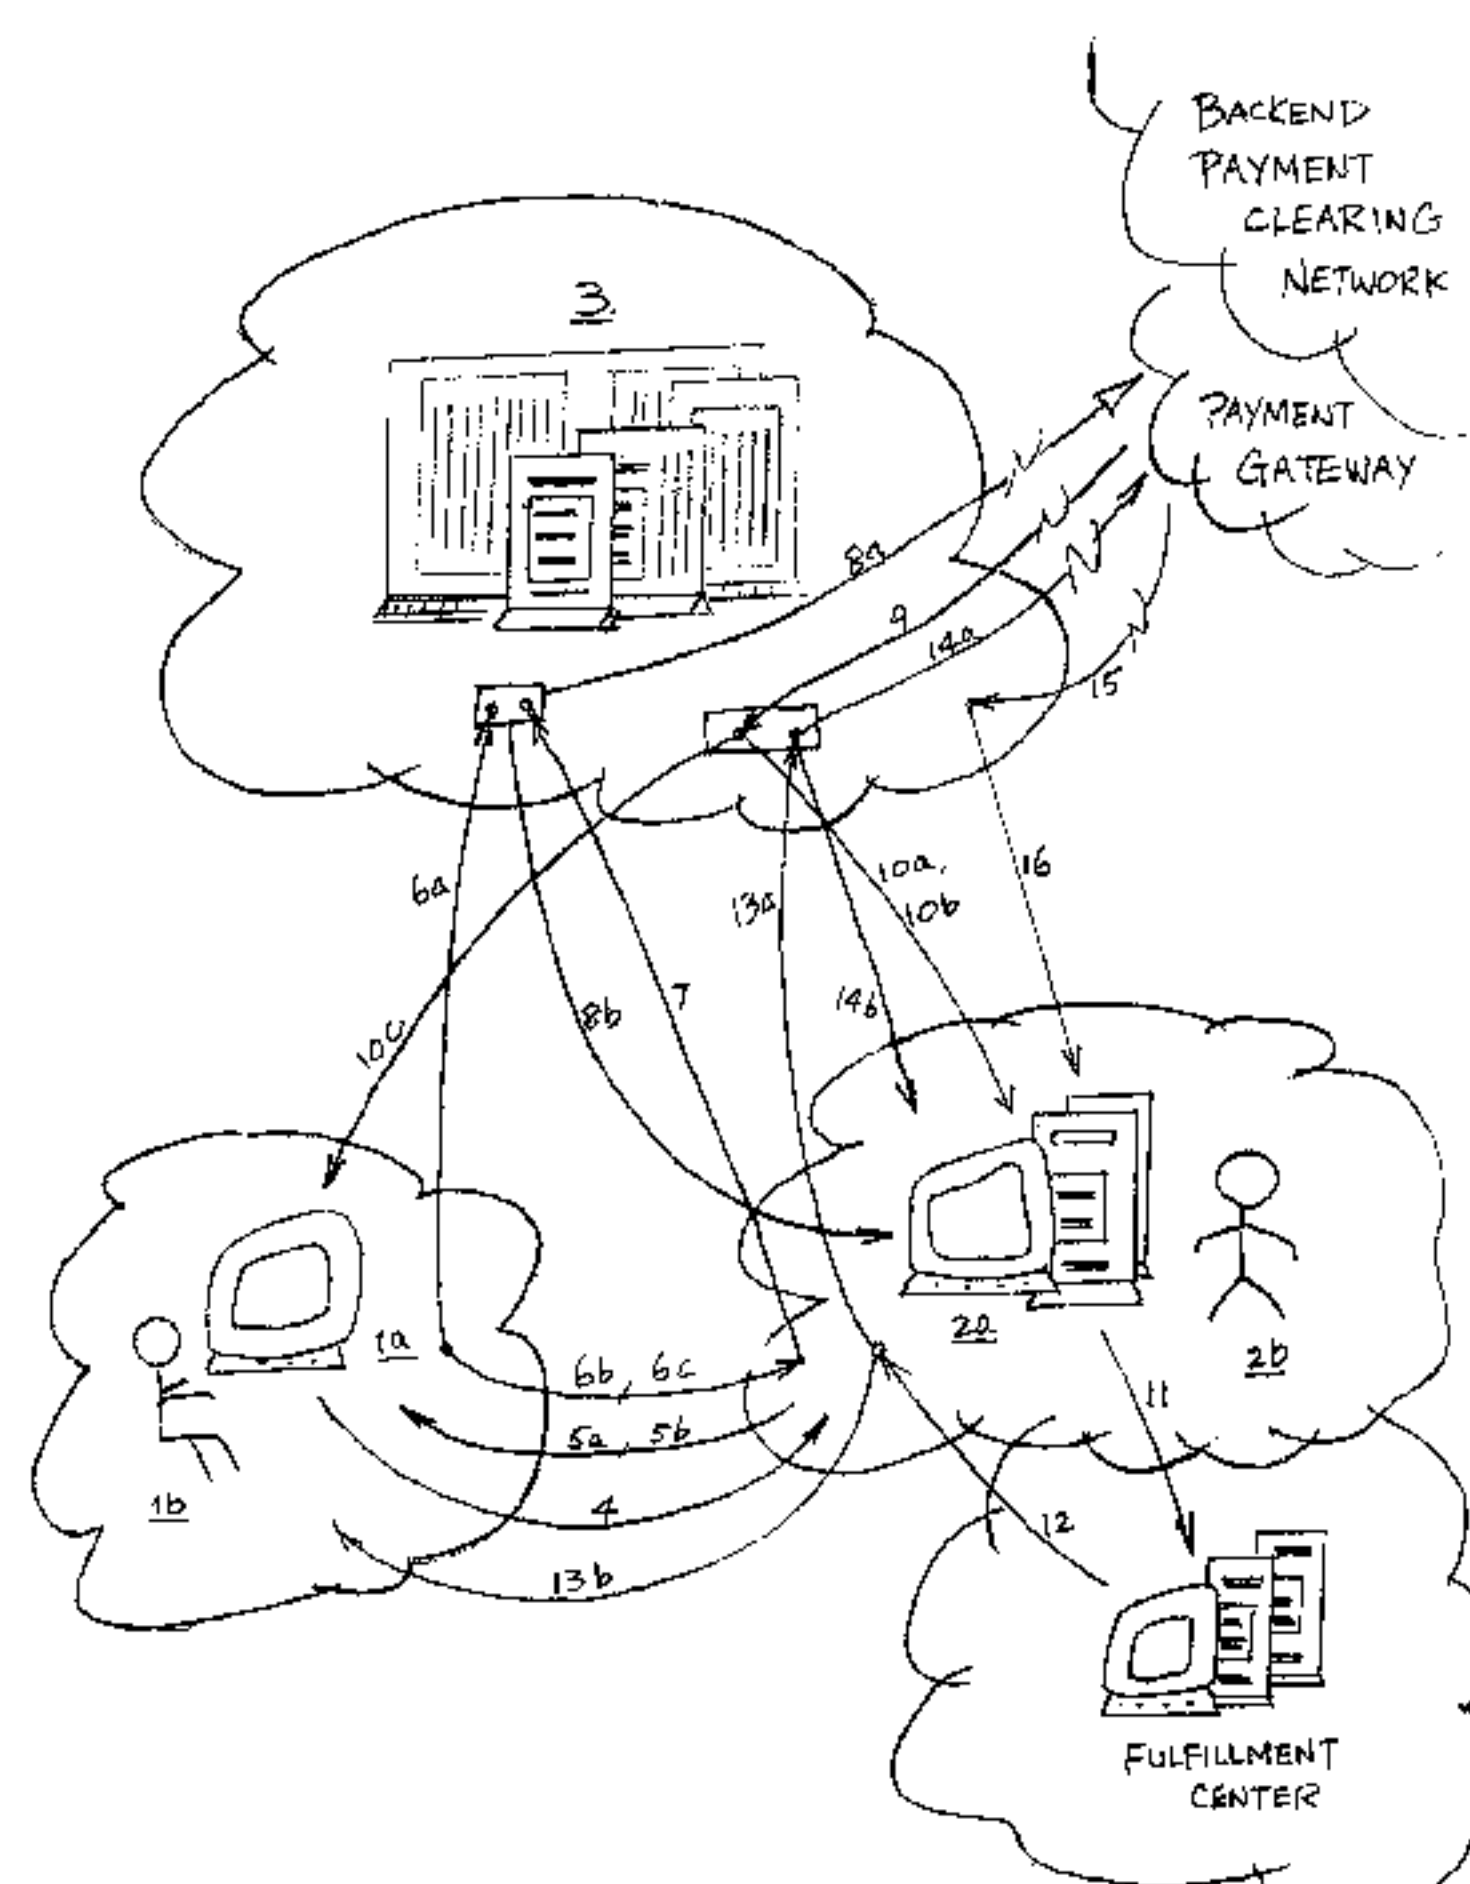 BACKEND
PAYMENT
CLEARING
NETWORK
3
PAYMENT
GATEWAY
8a
9
14a
15
6a
13a
10a,
10b
16
7
8b
14b
1a
2a
2b
6b, 6c
11
5a, 5b
1b
4
12
13b
FULFILLMENT
CENTER